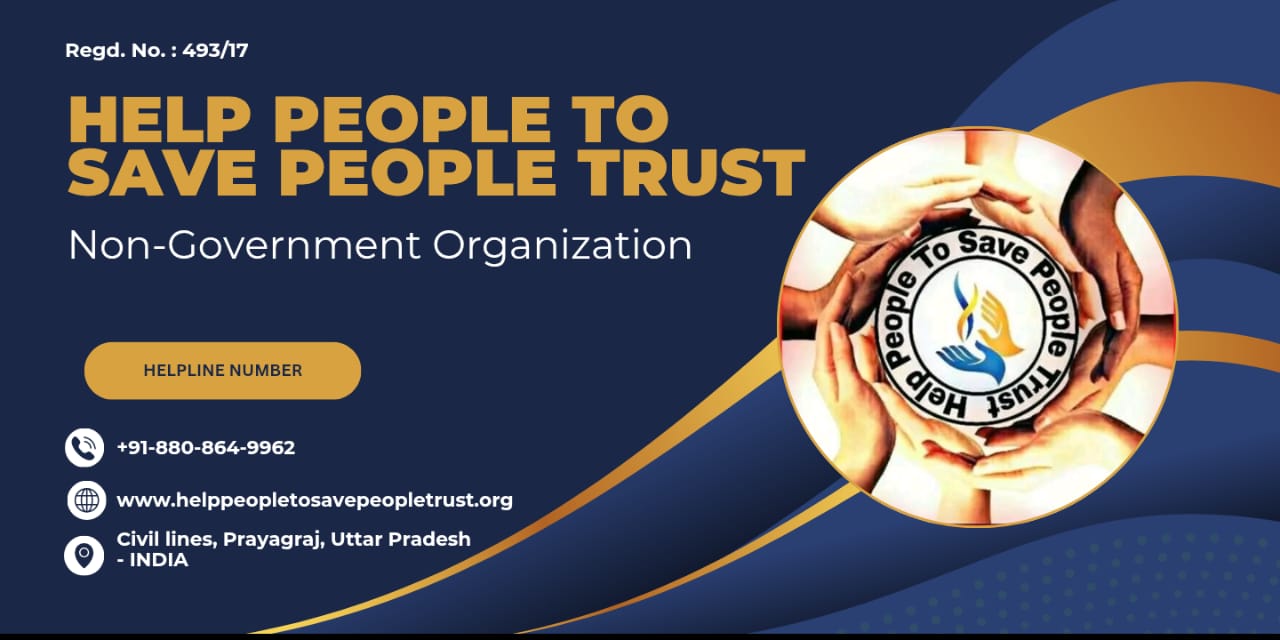 Regd. No. : 493/17
HELP PEOPLE TO
SAVE PEOPLE TRUST
Non-Government Organization
HELPLINE NUMBER
+91-880-864-9962
www.helppeopletosavepeopletrust.org
Civil lines, Prayagraj, Uttar Pradesh
- INDIA
Help People To Save People Trust